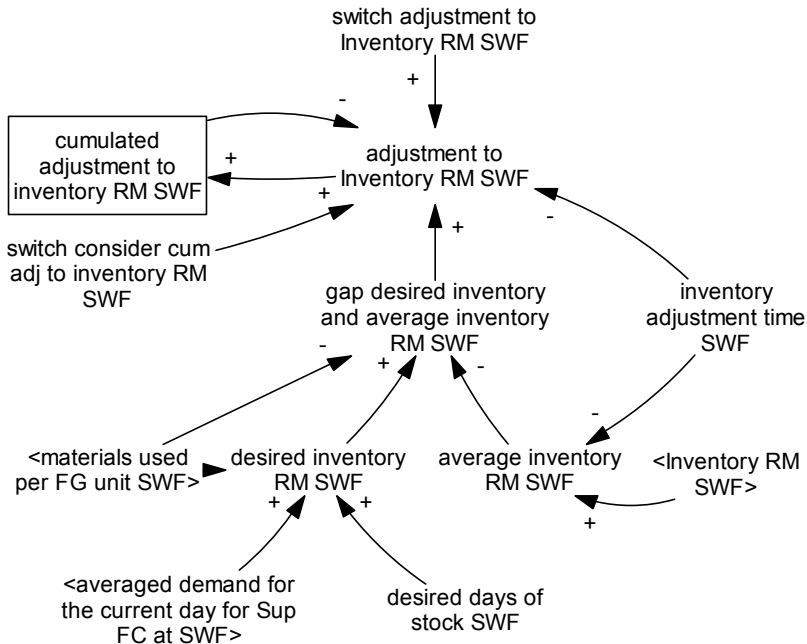 switch adjustment to
Inventory RM SWF
+
-
cumulated
adjustment to
inventory RM SWF
+
adjustment to
Inventory RM SWF
+
-
+
switch consider cum
adj to inventory RM
SWF
gap desired inventory
and average inventory
RM SWF
inventory
adjustment time
SWF
-
+
-
-
<materials used
per FG unit SWF>
desired inventory
RM SWF
average inventory
RM SWF
<Inventory RM
SWF>
+
+
+
<averaged demand for
the current day for Sup
FC at SWF>
desired days of
stock SWF